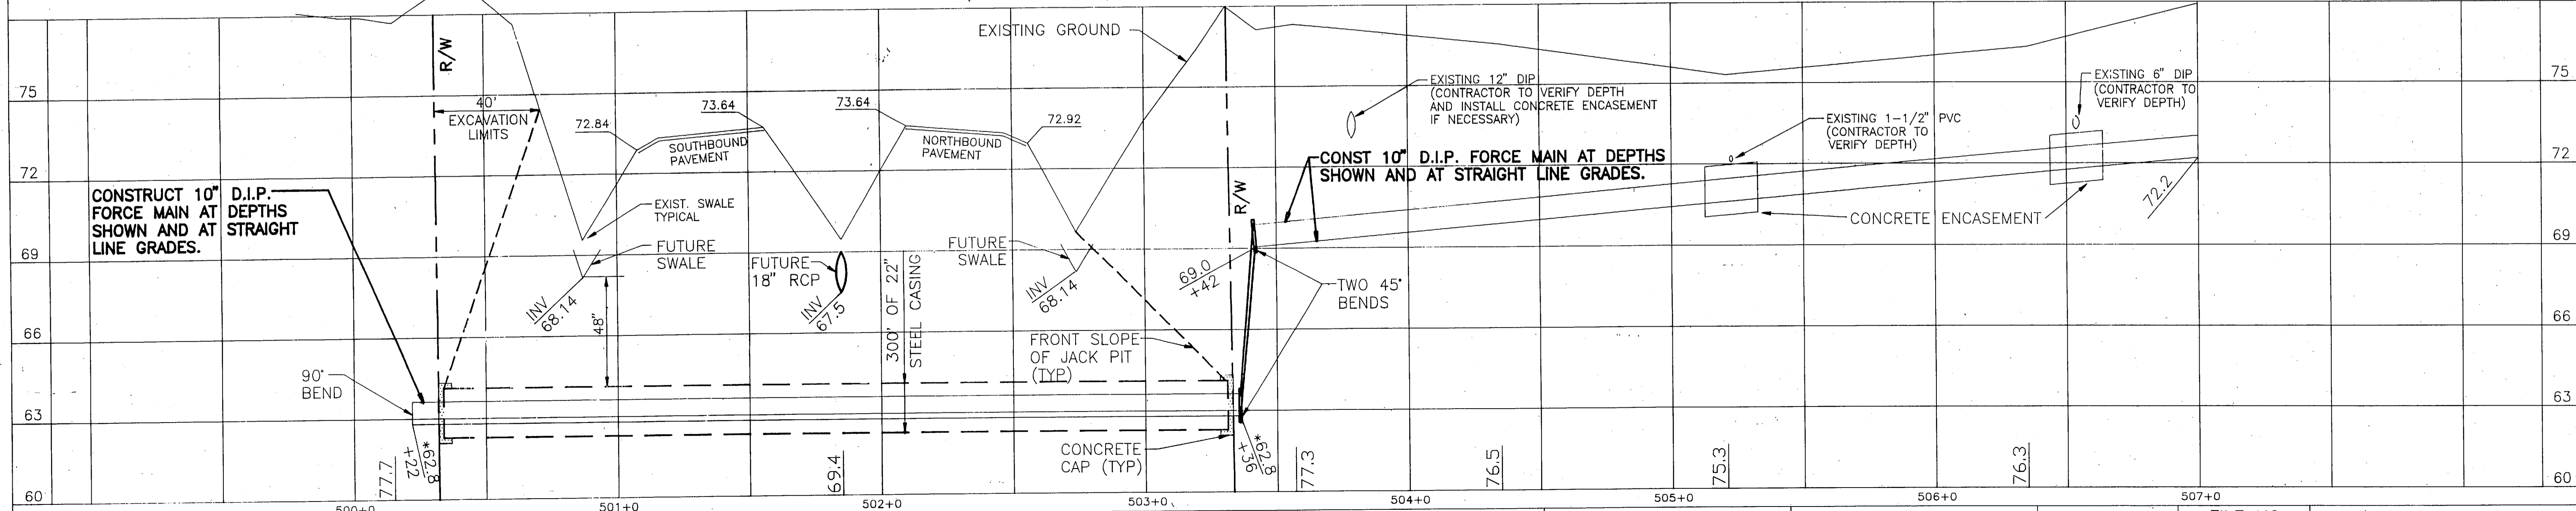 R/W
EXISTING GROUND
75
40'
EXCAVATION
LIMITS
72.84
73.64
SOUTHBOUND
PAVEMENT
73.64
NORTHBOUND
PAVEMENT
72.92
EXISTING 12" DIP
(CONTRACTOR TO VERIFY DEPTH
AND INSTALL CONCRETE ENCASEMENT
IF NECESSARY)
EXISTING 1-1/2" PVC
(CONTRACTOR TO
VERIFY DEPTH)
EXISTING 6" DIP
(CONTRACTOR TO
VERIFY DEPTH)
75
72
CONSTRUCT 10" D.I.P.
FORCE MAIN AT DEPTHS
SHOWN AND AT STRAIGHT
LINE GRADES.
EXIST. SWALE
TYPICAL
R/W
CONST 10" D.I.P. FORCE MAIN AT DEPTHS
SHOWN AND AT STRAIGHT LINE GRADES.
CONCRETE ENCASEMENT
72.2
72
69
FUTURE
SWALE
INV
68.14
48"
FUTURE
18" RCP
INV
67.5
300' OF 22"
STEEL CASING
FUTURE
SWALE
INV
68.14
69.0
+42
TWO 45°
BENDS
69
66
FRONT SLOPE
OF JACK PIT
(TYP)
66
90°
BEND
63
63
*62.8
+22
CONCRETE
CAP (TYP)
*62.8
+36
60
77.7
69.4
77.3
76.5
75.3
76.3
60
500+0
501+0
502+0
503+0
504+0
505+0
506+0
507+0